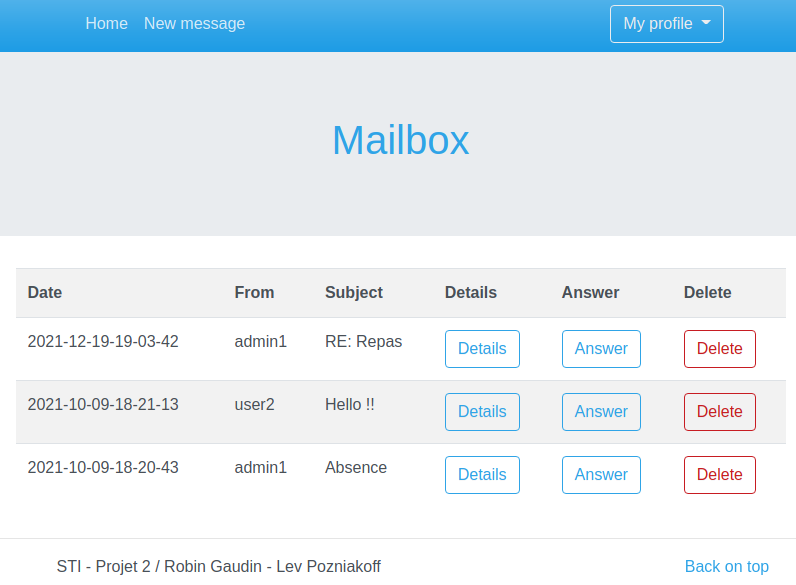 Home New message My profile
Mailbox
Date From Subject Details Answer Delete
2021-12-19-19-03-42 admin1 RE: Repas Details Answer Delete
2021-10-09-18-21-13 user2 Hello !! Details Answer Delete
2021-10-09-18-20-43 admin1 Absence Details Answer Delete
STI - Projet 2 / Robin Gaudin - Lev Pozniakoff Back on top